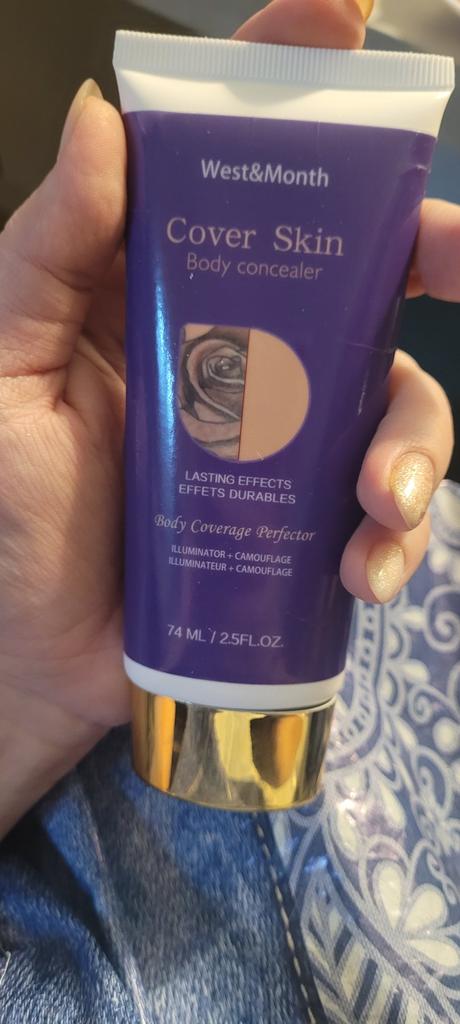 West&Month
Cover Skin
Body concealer
LASTING EFFECTS
EFFETS DURABLES
Body Coverage Perfector
ILLUMINATOR + CAMOUFLAGE
ILLUMINATEUR + CAMOUFLAGE
74 ML / 2.5FL.OZ.